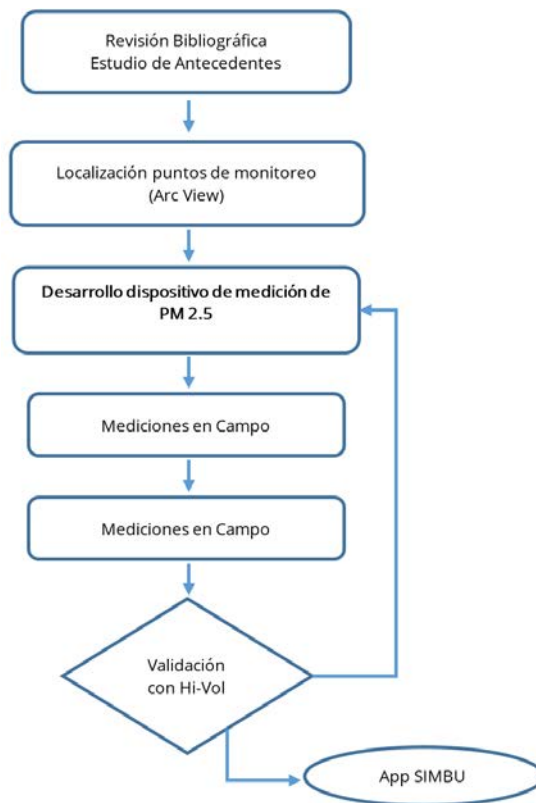 Revisión Bibliográfica
Estudio de Antecedentes
Localización puntos de monitoreo
(Arc View)
Desarrollo dispositivo de medición de
PM 2.5
Mediciones en Campo
Mediciones en Campo
Validación
con Hi-Vol
App SIMBU